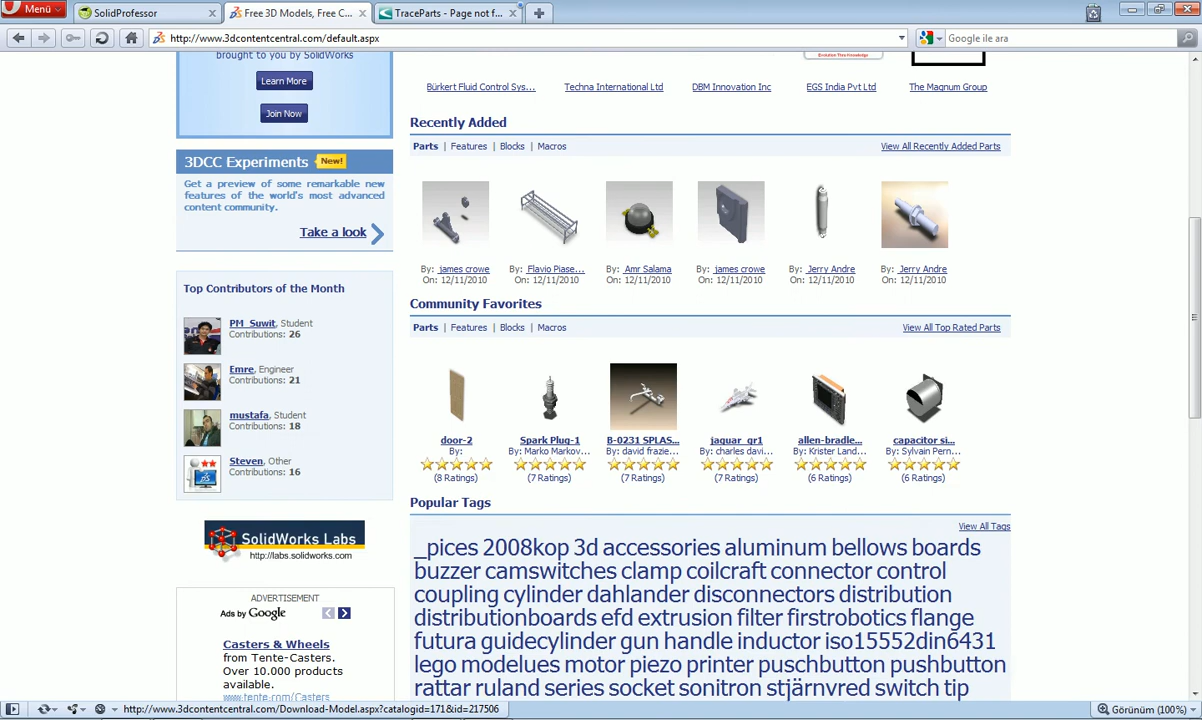 Menü
SolidProfessor
Free 3D Models, Free C...
TraceParts - Page not f...
http://www.3dcontentcentral.com/default.aspx
Google ile ara
brought to you by SolidWorks
Learn More
Join Now
Bürkert Fluid Control Sys...
Techna International Ltd
DBM Innovation Inc
EGS India Pvt Ltd
The Magnum Group
3DCC Experiments New!
Get a preview of some remarkable new
features of the world's most advanced
content community.
Take a look
Top Contributors of the Month
PM_Suwit, Student
Contributions: 26
Emre, Engineer
Contributions: 21
mustafa, Student
Contributions: 18
Steven, Other
Contributions: 16
SolidWorks Labs
http://labs.solidworks.com
ADVERTISEMENT
Ads by Google
Casters & Wheels
from Tente-Casters.
Over 10.000 products
available.
www.tente.com/Casters
Recently Added
Parts | Features | Blocks | Macros
View All Recently Added Parts
By: james crowe
On: 12/11/2010
By: Flavio Piase...
On: 12/11/2010
By: Amr Salama
On: 12/11/2010
By: james crowe
On: 12/11/2010
By: Jerry Andre
On: 12/11/2010
By: Jerry Andre
On: 12/11/2010
Community Favorites
Parts | Features | Blocks | Macros
View All Top Rated Parts
door-2
By:
(8 Ratings)
Spark Plug-1
By: Marko Markov...
(7 Ratings)
B-0231 SPLAS...
By: david frazie...
(7 Ratings)
jaguar_gr1
By: charles davi...
(7 Ratings)
allen-bradle...
By: Krister Land...
(6 Ratings)
capacitor si...
By: Sylvain Pern...
(6 Ratings)
Popular Tags
View All Tags
_pices 2008kop 3d accessories aluminum bellows boards
buzzer camswitches clamp coilcraft connector control
coupling cylinder dahlander disconnectors distribution
distributionboards efd extrusion filter firstrobotics flange
futura guidecylinder gun handle inductor iso15552din6431
lego modelues motor piezo printer puschbutton pushbutton
rattar ruland series socket sonitron stjärnvred switch tip
http://www.3dcontentcentral.com/Download-Model.aspx?catalogid=171&id=217506
Görünüm (100%)